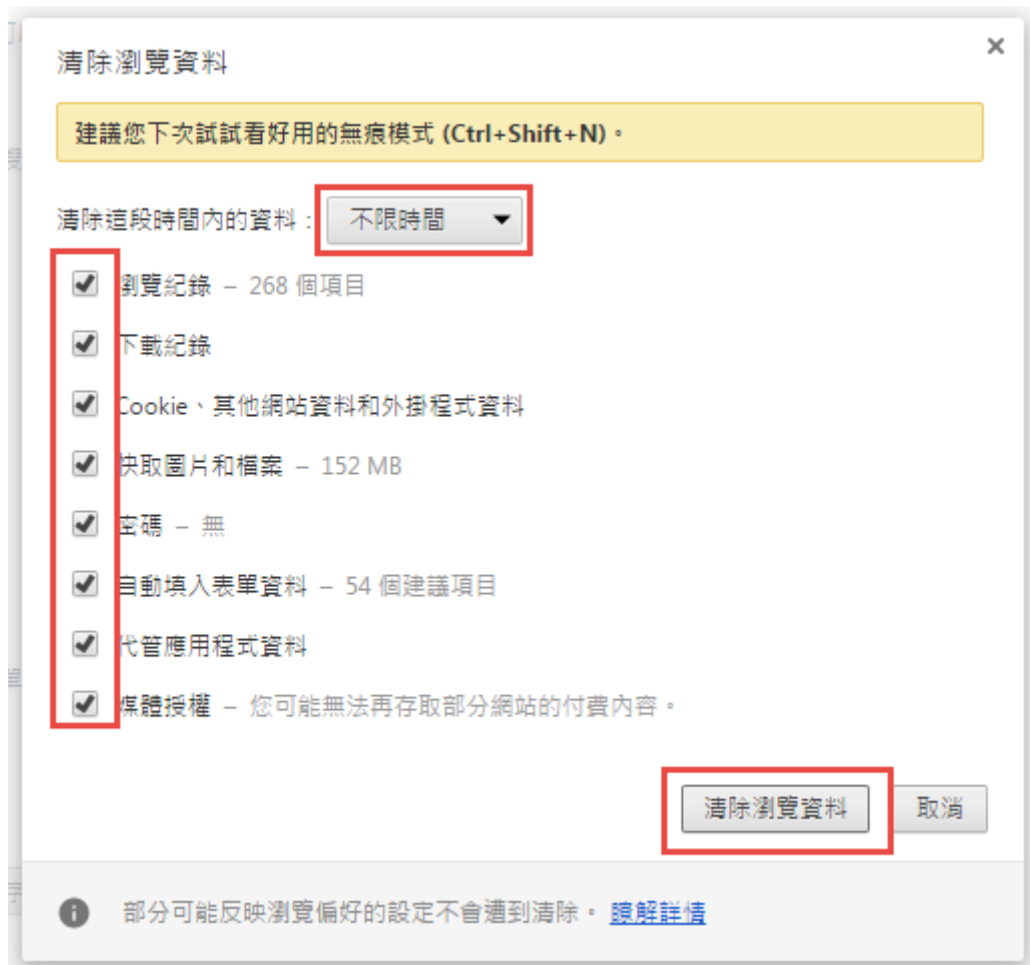 清除瀏覽資料
建議您下次試試看好用的無痕模式 (Ctrl+Shift+N)。
清除這段時間內的資料： 不限時間
瀏覽紀錄 – 268 個項目
下載紀錄
Cookie、其他網站資料和外掛程式資料
快取圖片和檔案 – 152 MB
密碼 – 無
自動填入表單資料 – 54 個建議項目
代管應用程式資料
媒體授權 – 您可能無法再存取部分網站的付費內容。
清除瀏覽資料 取消
部分可能反映瀏覽偏好的設定不會遭到清除。 瞭解詳情